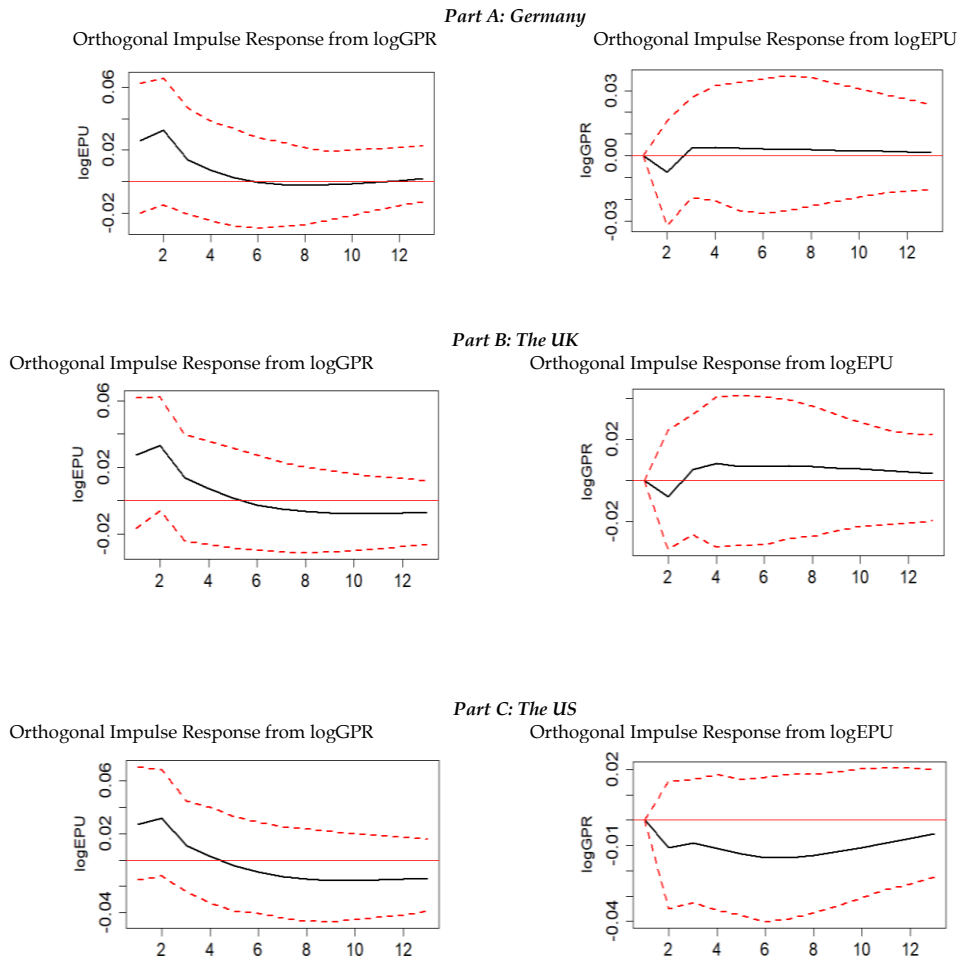 Part A: Germany
Orthogonal Impulse Response from logGPR
Orthogonal Impulse Response from logEPU
logEPU
0.06
0.02
-0.02
2 4 6 8 10 12
logGPR
0.03
0.00
-0.03
2 4 6 8 10 12
Part B: The UK
Orthogonal Impulse Response from logGPR
Orthogonal Impulse Response from logEPU
logEPU
0.06
0.02
-0.02
2 4 6 8 10 12
logGPR
0.02
-0.02
2 4 6 8 10 12
Part C: The US
Orthogonal Impulse Response from logGPR
Orthogonal Impulse Response from logEPU
logEPU
0.06
0.02
-0.04
2 4 6 8 10 12
logGPR
0.02
-0.01
-0.04
2 4 6 8 10 12